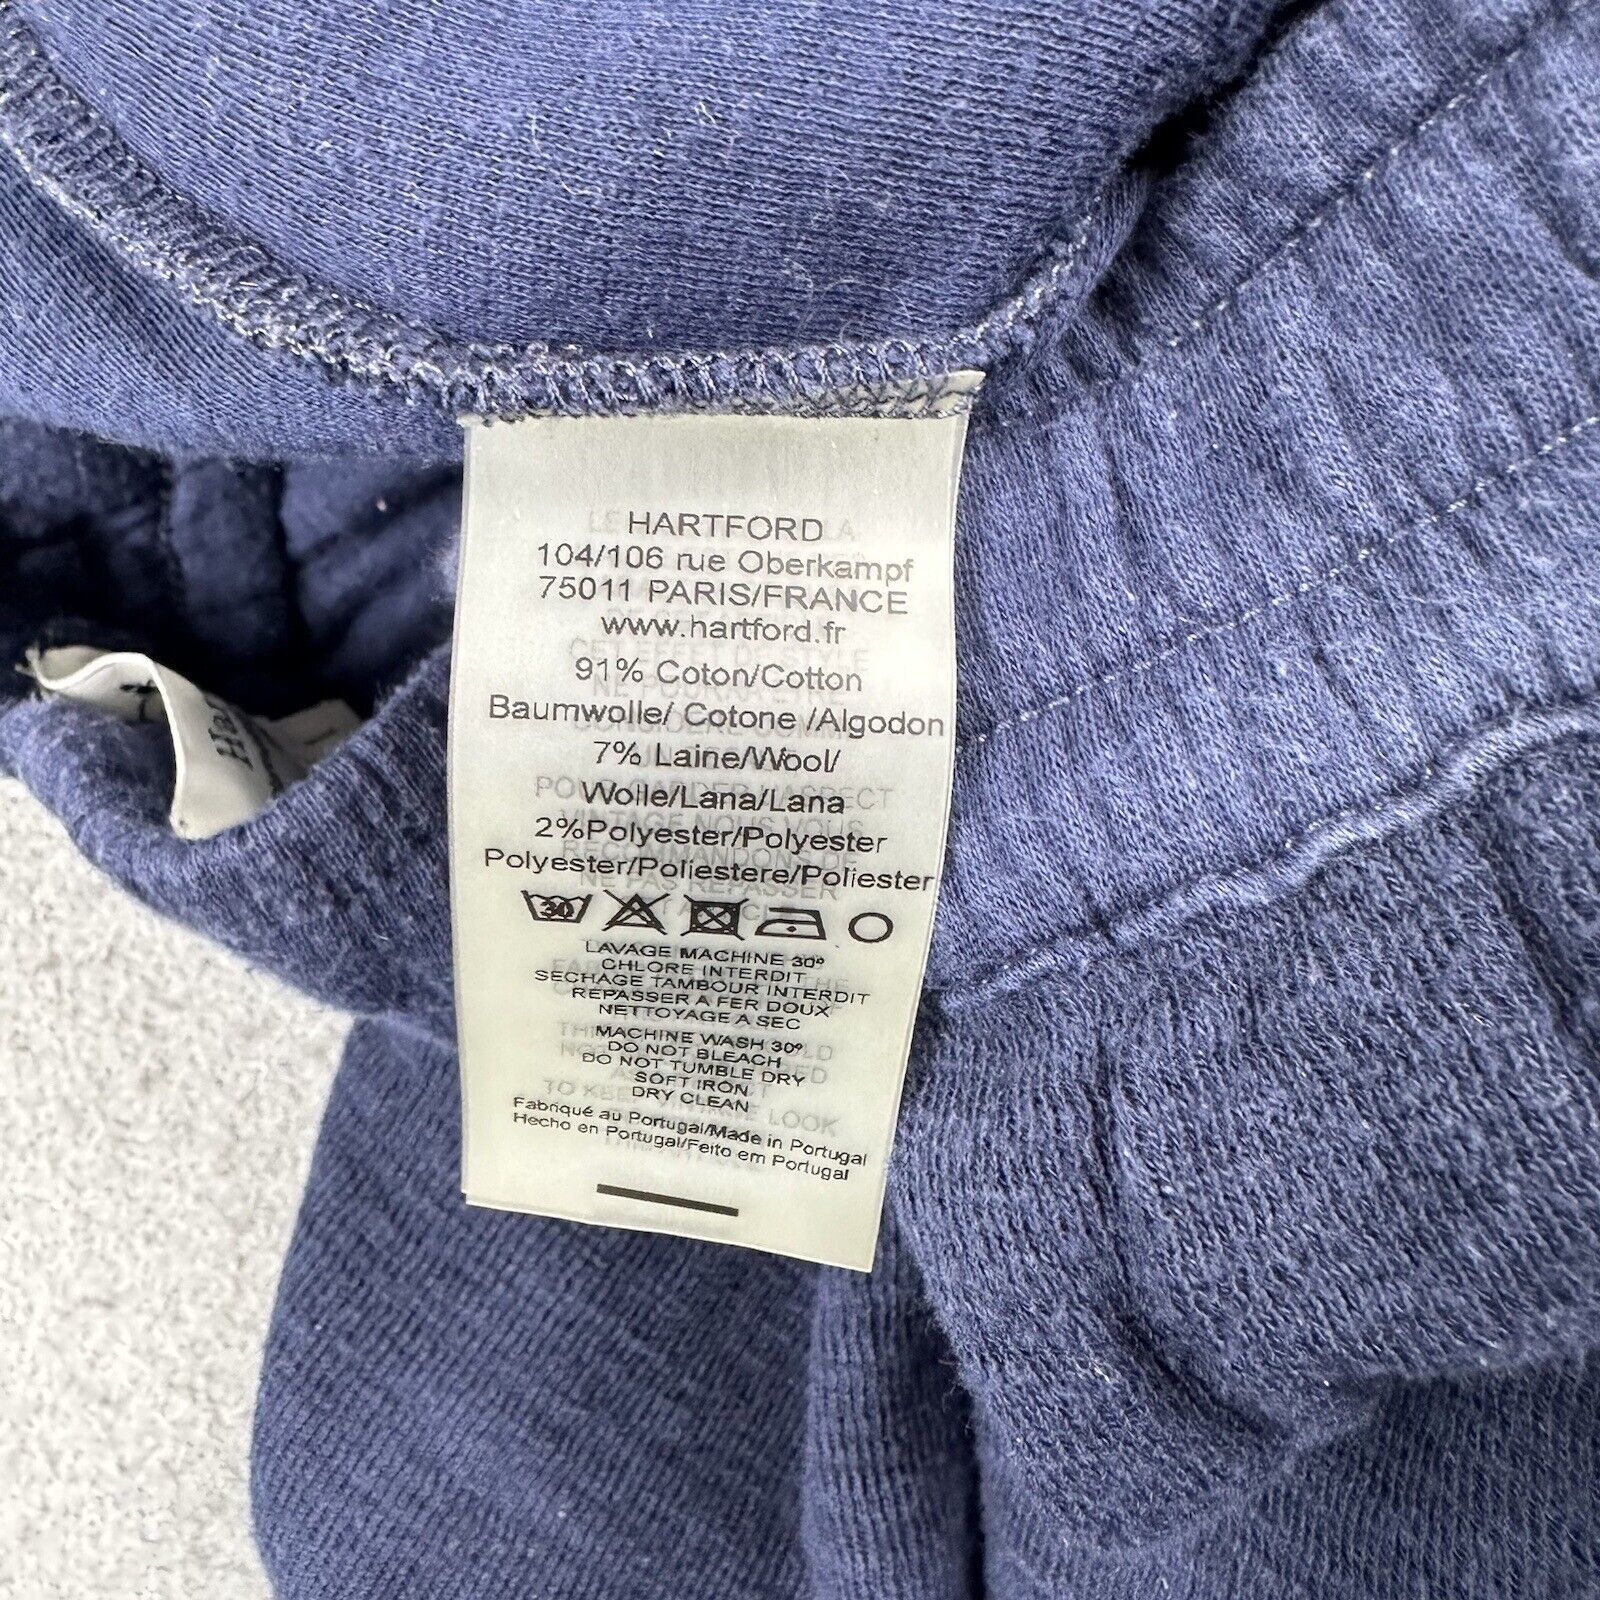 HARTFORD
104/106 rue Oberkampf
75011 PARIS/FRANCE
www.hartford.fr
91% Coton/Cotton
Baumwolle/ Cotone /Algodon
7% Laine/Wool/
Wolle/Lana/Lana
2%Polyester/Polyester
Polyester/Poliestere/Poliester
30
LAVAGE MACHINE 30°
CHLORE INTERDIT
SECHAGE TAMBOUR INTERDIT
REPASSER A FER DOUX
NETTOYAGE A SEC
MACHINE WASH 30°
DO NOT BLEACH
DO NOT TUMBLE DRY
SOFT IRON
DRY CLEAN
Fabriqué au Portugal/Made in Portugal
Hecho en Portugal/Feito em Portugal